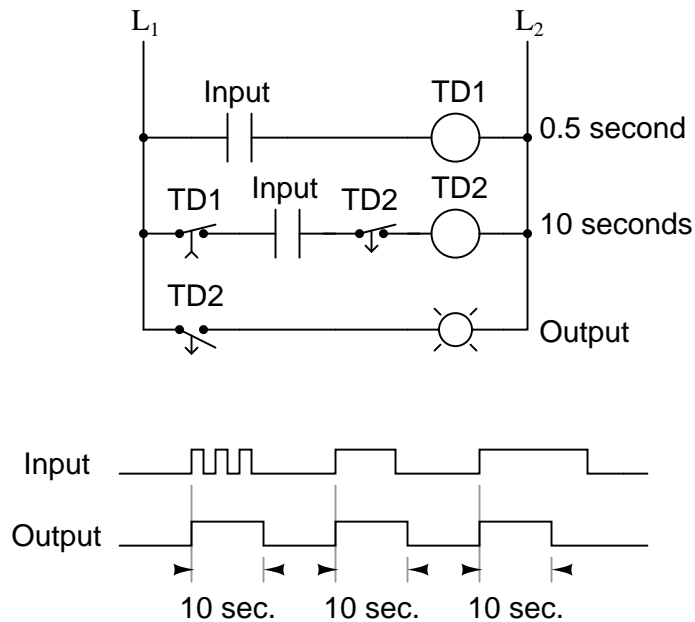 L1 L2
Input TD1
0.5 second
TD1 Input TD2 TD2
10 seconds
TD2
Output
Input
Output
10 sec. 10 sec. 10 sec.